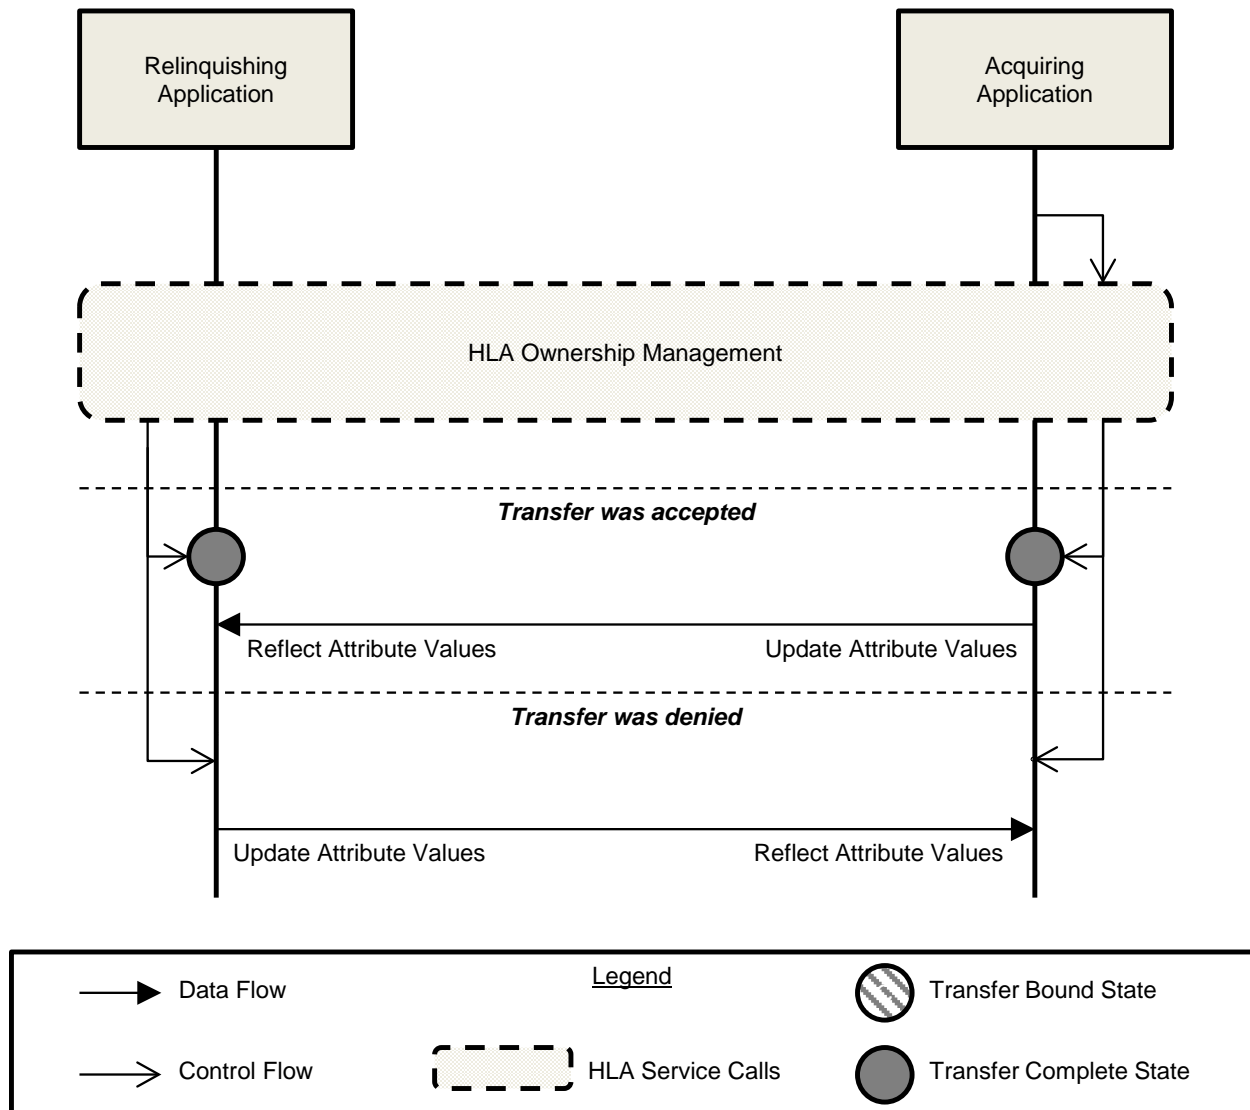 Relinquishing
Application
Acquiring
Application
HLA Ownership Management
Transfer was accepted
Reflect Attribute Values
Update Attribute Values
Transfer was denied
Update Attribute Values
Reflect Attribute Values
Legend
Data Flow
Transfer Bound State
Control Flow
HLA Service Calls
Transfer Complete State